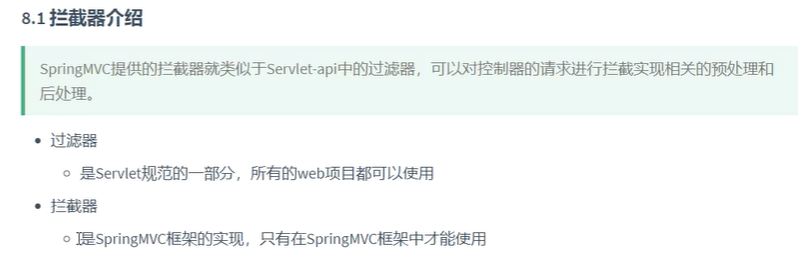 8.1 拦截器介绍
SpringMVC提供的拦截器就类似于Servlet-api中的过滤器，可以对控制器的请求进行拦截实现相关的预处理和
后处理。
过滤器
是Servlet规范的一部分，所有的web项目都可以使用
拦截器
是SpringMVC框架的实现，只有在SpringMVC框架中才能使用